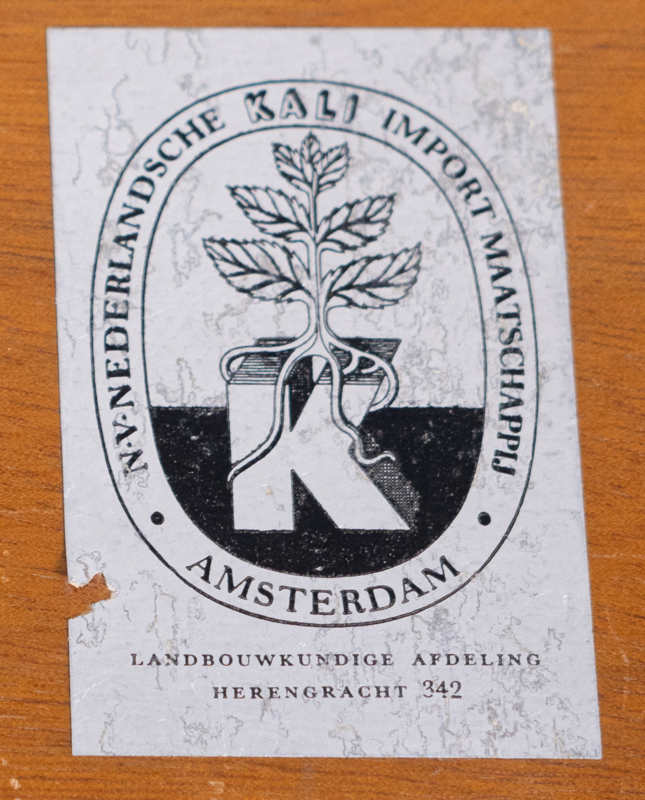 N·V·NEDERLANDSCHE KALI IMPORT MAATSCHAPPIJ
K
AMSTERDAM
LANDBOUWKUNDIGE AFDELING
HERENGRACHT 342